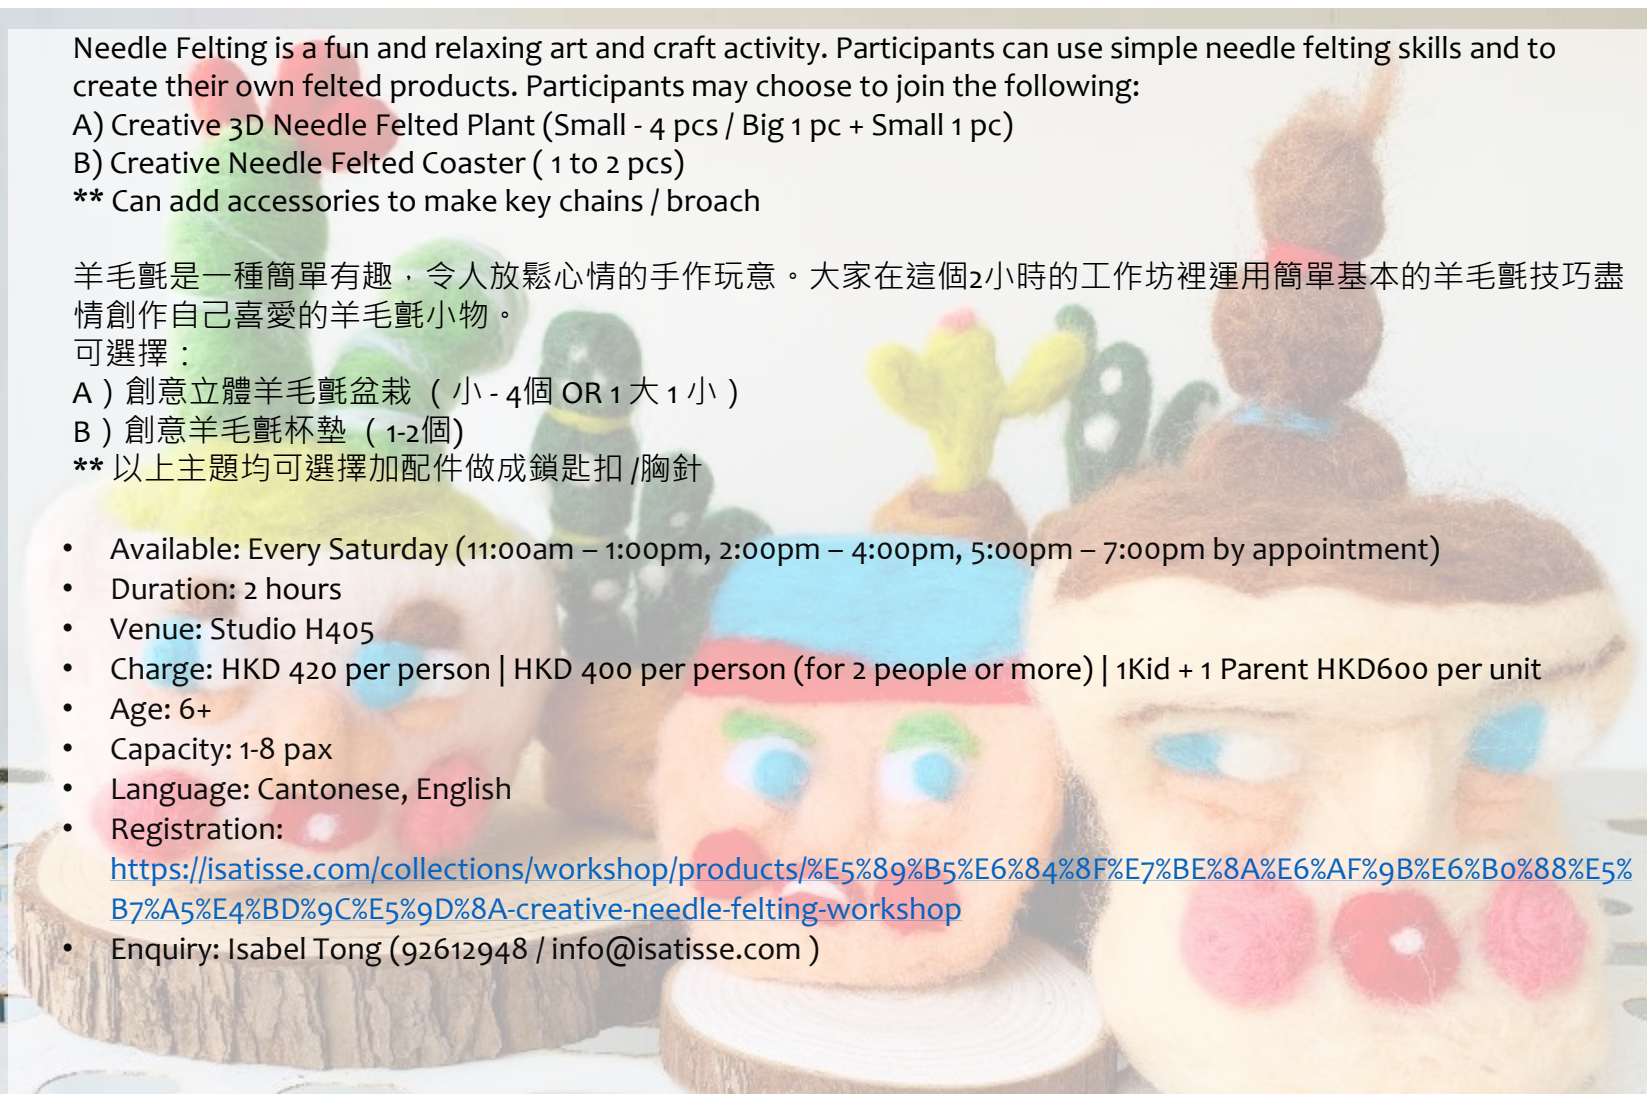 Needle Felting is a fun and relaxing art and craft activity. Participants can use simple needle felting skills and to
create their own felted products. Participants may choose to join the following:
A) Creative 3D Needle Felted Plant (Small - 4 pcs / Big 1 pc + Small 1 pc)
B) Creative Needle Felted Coaster ( 1 to 2 pcs)
** Can add accessories to make key chains / broach
羊毛氈是一種簡單有趣，令人放鬆心情的手作玩意。大家在這個2小時的工作坊裡運用簡單基本的羊毛氈技巧盡
情創作自己喜愛的羊毛氈小物。
可選擇：
A ) 創意立體羊毛氈盆栽 ( 小 - 4個 OR 1 大 1 小 )
B ) 創意羊毛氈杯墊 ( 1-2個)
** 以上主題均可選擇加配件做成鎖匙扣 /胸針
• Available: Every Saturday (11:00am – 1:00pm, 2:00pm – 4:00pm, 5:00pm – 7:00pm by appointment)
• Duration: 2 hours
• Venue: Studio H405
• Charge: HKD 420 per person | HKD 400 per person (for 2 people or more) | 1Kid + 1 Parent HKD600 per unit
• Age: 6+
• Capacity: 1-8 pax
• Language: Cantonese, English
• Registration:
https://isatisse.com/collections/workshop/products/%E5%89%B5%E6%84%8F%E7%BE%8A%E6%AF%9B%E6%B0%88%E5%
B7%A5%E4%BD%9C%E5%9D%8A-creative-needle-felting-workshop
• Enquiry: Isabel Tong (92612948 / info@isatisse.com )